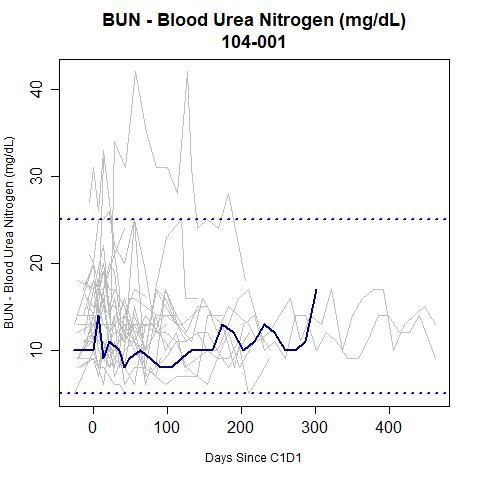 BUN - Blood Urea Nitrogen (mg/dL)
104-001
BUN - Blood Urea Nitrogen (mg/dL)
40
30
20
10
0 100 200 300 400
Days Since C1D1